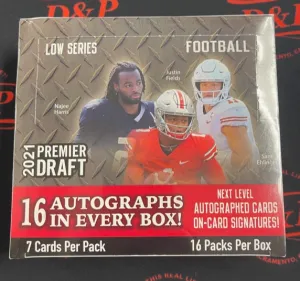 D&P
LOW SERIES
FOOTBALL
Justin
Fields
Najee
Harris
2021 PREMIER
DRAFT
16 AUTOGRAPHS
IN EVERY BOX!
NEXT LEVEL
AUTOGRAPHED CARDS
ON-CARD SIGNATURES!
7 Cards Per Pack
16 Packs Per Box